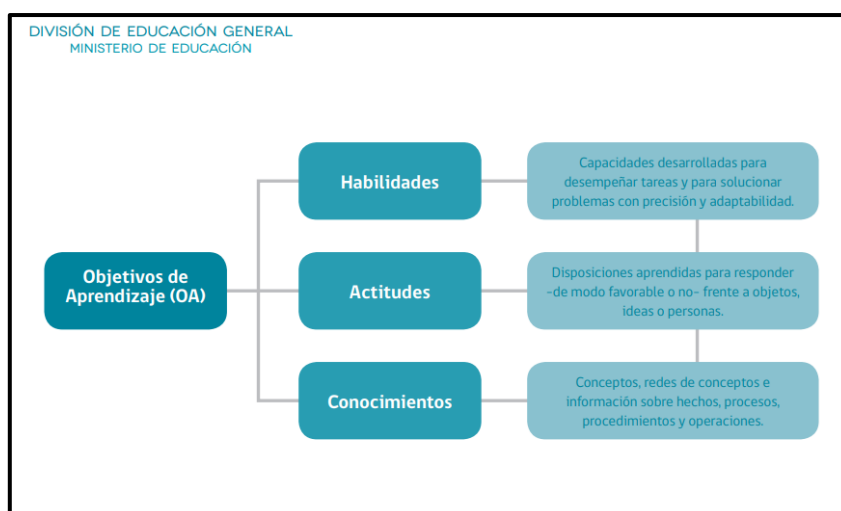 DIVISIÓN DE EDUCACIÓN GENERAL
MINISTERIO DE EDUCACIÓN
Objetivos de
Aprendizaje (OA)
Habilidades
Capacidades desarrolladas para
desempeñar tareas y para solucionar
problemas con precisión y adaptabilidad.
Actitudes
Disposiciones aprendidas para responder
-de modo favorable o no- frente a objetos,
ideas o personas.
Conocimientos
Conceptos, redes de conceptos e
información sobre hechos, procesos,
procedimientos y operaciones.